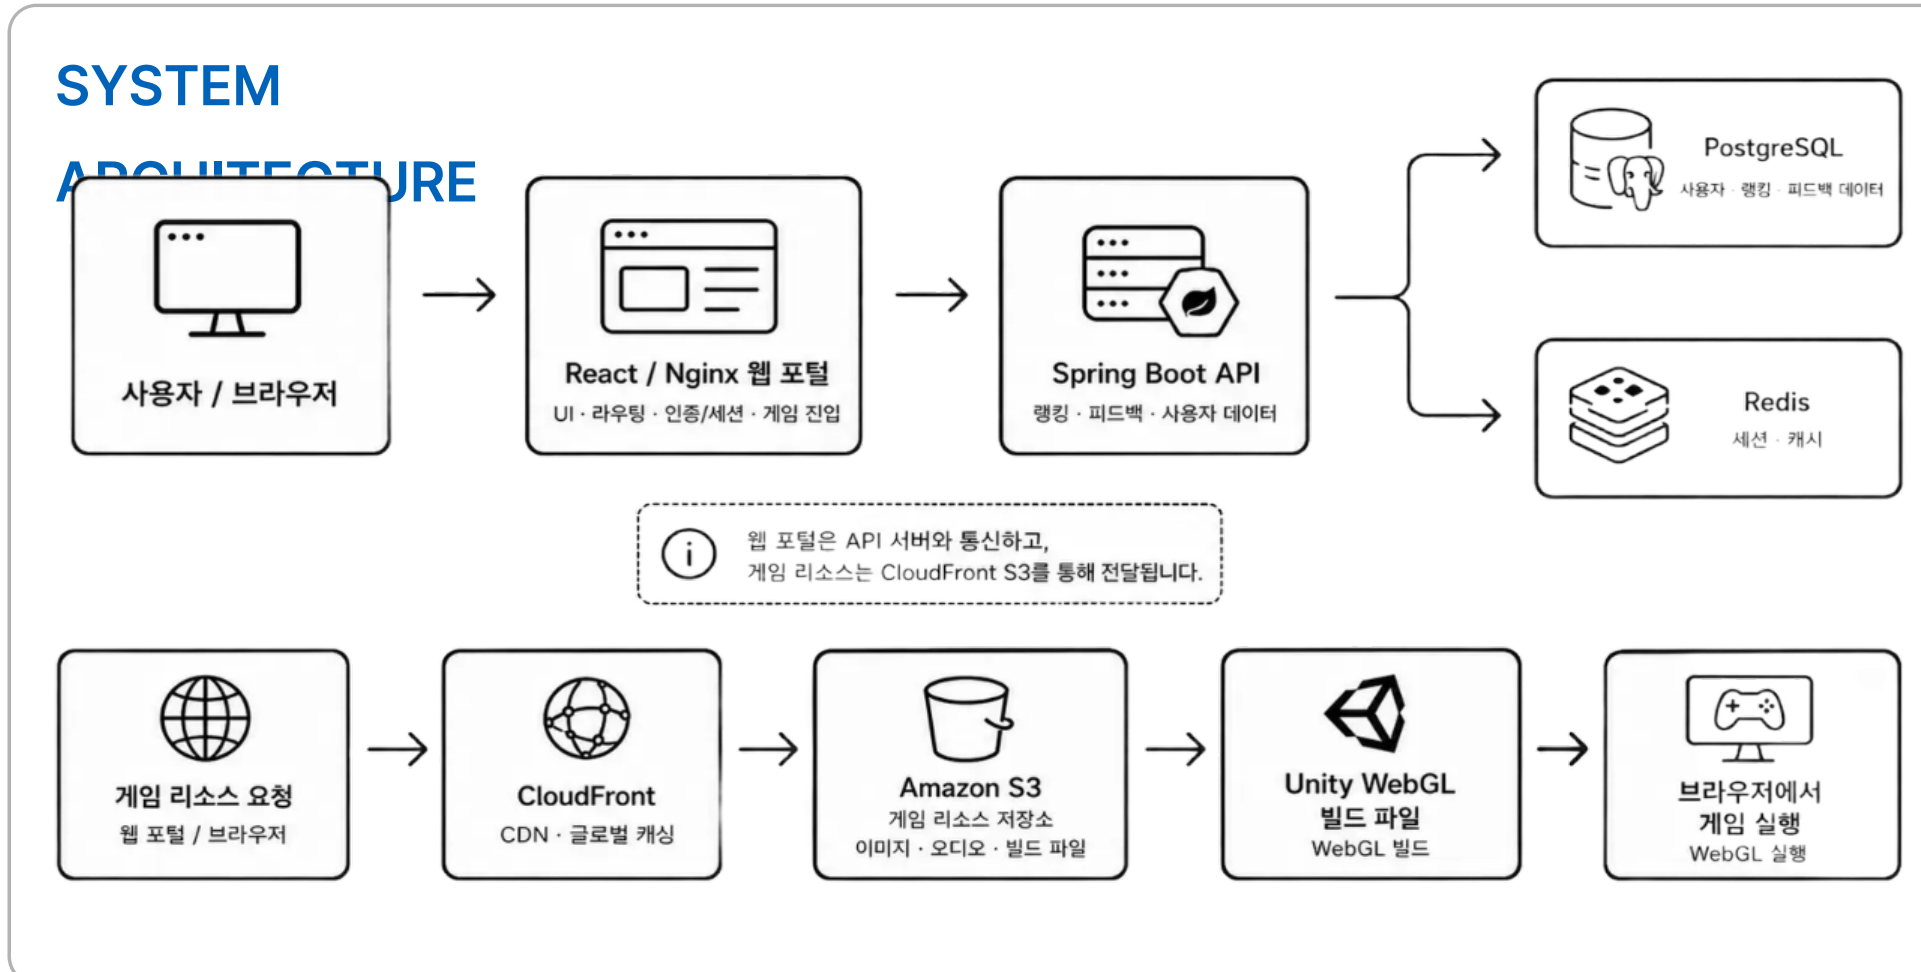 SYSTEM
ARCHITECTURE
사용자 / 브라우저
React / Nginx 웹 포털
UI · 라우팅 · 인증/세션 · 게임 진입
Spring Boot API
랭킹 · 피드백 · 사용자 데이터
PostgreSQL
사용자 · 랭킹 · 피드백 데이터
Redis
세션 · 캐시
웹 포털은 API 서버와 통신하고,
게임 리소스는 CloudFront S3를 통해 전달됩니다.
게임 리소스 요청
웹 포털 / 브라우저
CloudFront
CDN · 글로벌 캐싱
Amazon S3
게임 리소스 저장소
이미지 · 오디오 · 빌드 파일
Unity WebGL
빌드 파일
WebGL 빌드
브라우저에서
게임 실행
WebGL 실행